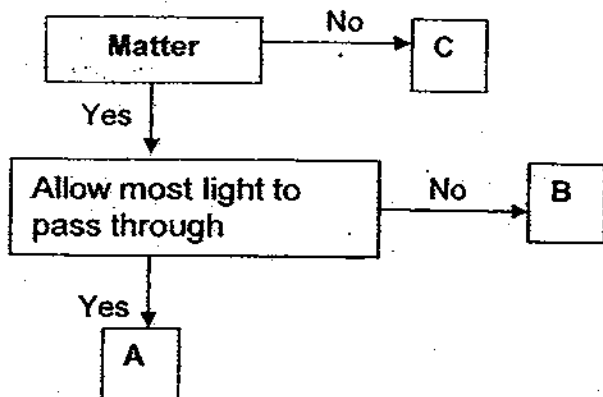 Matter
No
C
Yes
Allow most light to
pass through
No
B
Yes
A